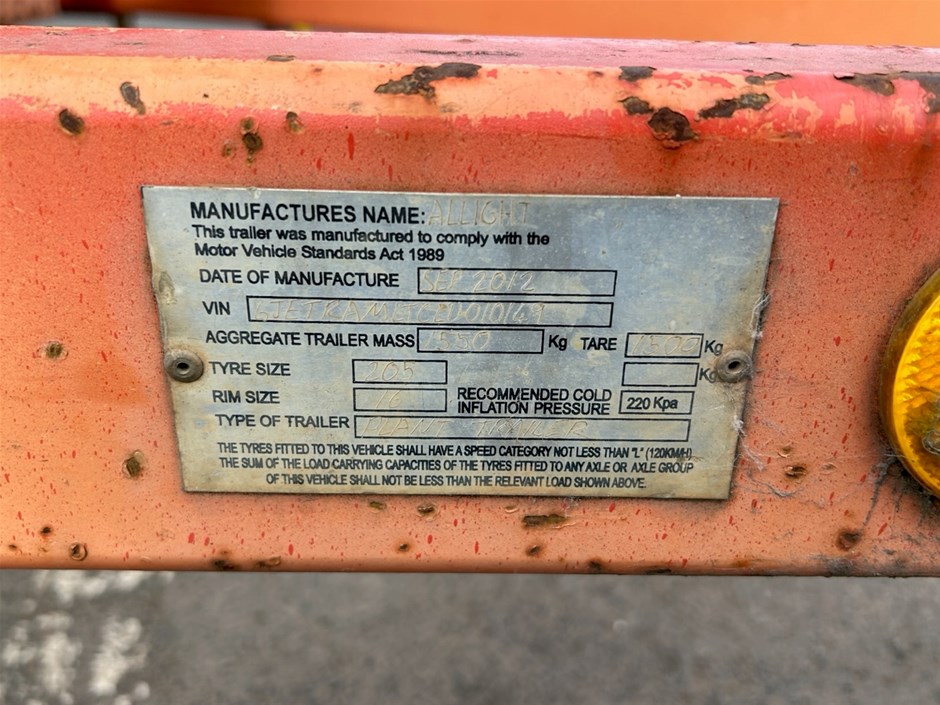 MANUFACTURES NAME: ALLIGHT
This trailer was manufactured to comply with the
Motor Vehicle Standards Act 1989
DATE OF MANUFACTURE SEP 2012
VIN
AGGREGATE TRAILER MASS 1550 Kg TARE Kg
TYRE SIZE 205 Kg
RIM SIZE 16 RECOMMENDED COLD INFLATION PRESSURE 220 Kpa
TYPE OF TRAILER PLANT TRAILER
THE TYRES FITTED TO THIS VEHICLE SHALL HAVE A SPEED CATEGORY NOT LESS THAN "L" (120KM/H)
THE SUM OF THE LOAD CARRYING CAPACITIES OF THE TYRES FITTED TO ANY AXLE OR AXLE GROUP
OF THIS VEHICLE SHALL NOT BE LESS THAN THE RELEVANT LOAD SHOWN ABOVE.